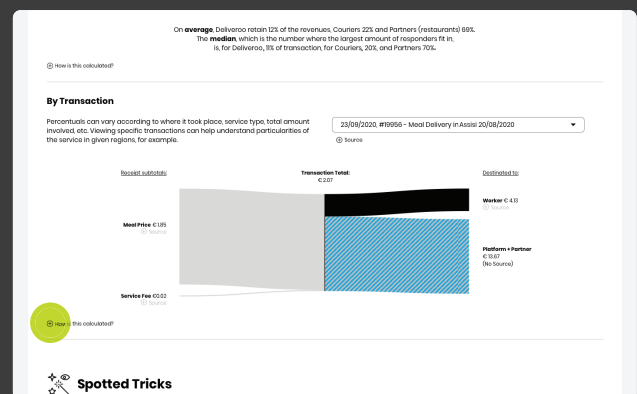 On average, Deliveroo retain 12% of the revenues, Couriers 22% and Partners (restaurants) 69%.
The median, which is the number where the largest amount of responders fit in,
is, for Deliveroo, 11% of transaction, for Couriers, 20%, and Partners 70%.
How is this calculated?
By Transaction
Percentuals can vary according to where it took place, service type, total amount
involved, etc. Viewing specific transactions can help understand particularities of
the service in given regions, for example.
23/09/2020, #19956 - Meal Delivery in Assisi 20/08/2020
Source
Receipt subtotals:
Transaction Total:
€ 2.07
Destinated to:
Worker € 4.13
Source
Meal Price € 1.85
Source
Platform + Partner
€ 13.67
(No Source)
Service Fee €0.02
Source
How is this calculated?
Spotted Tricks